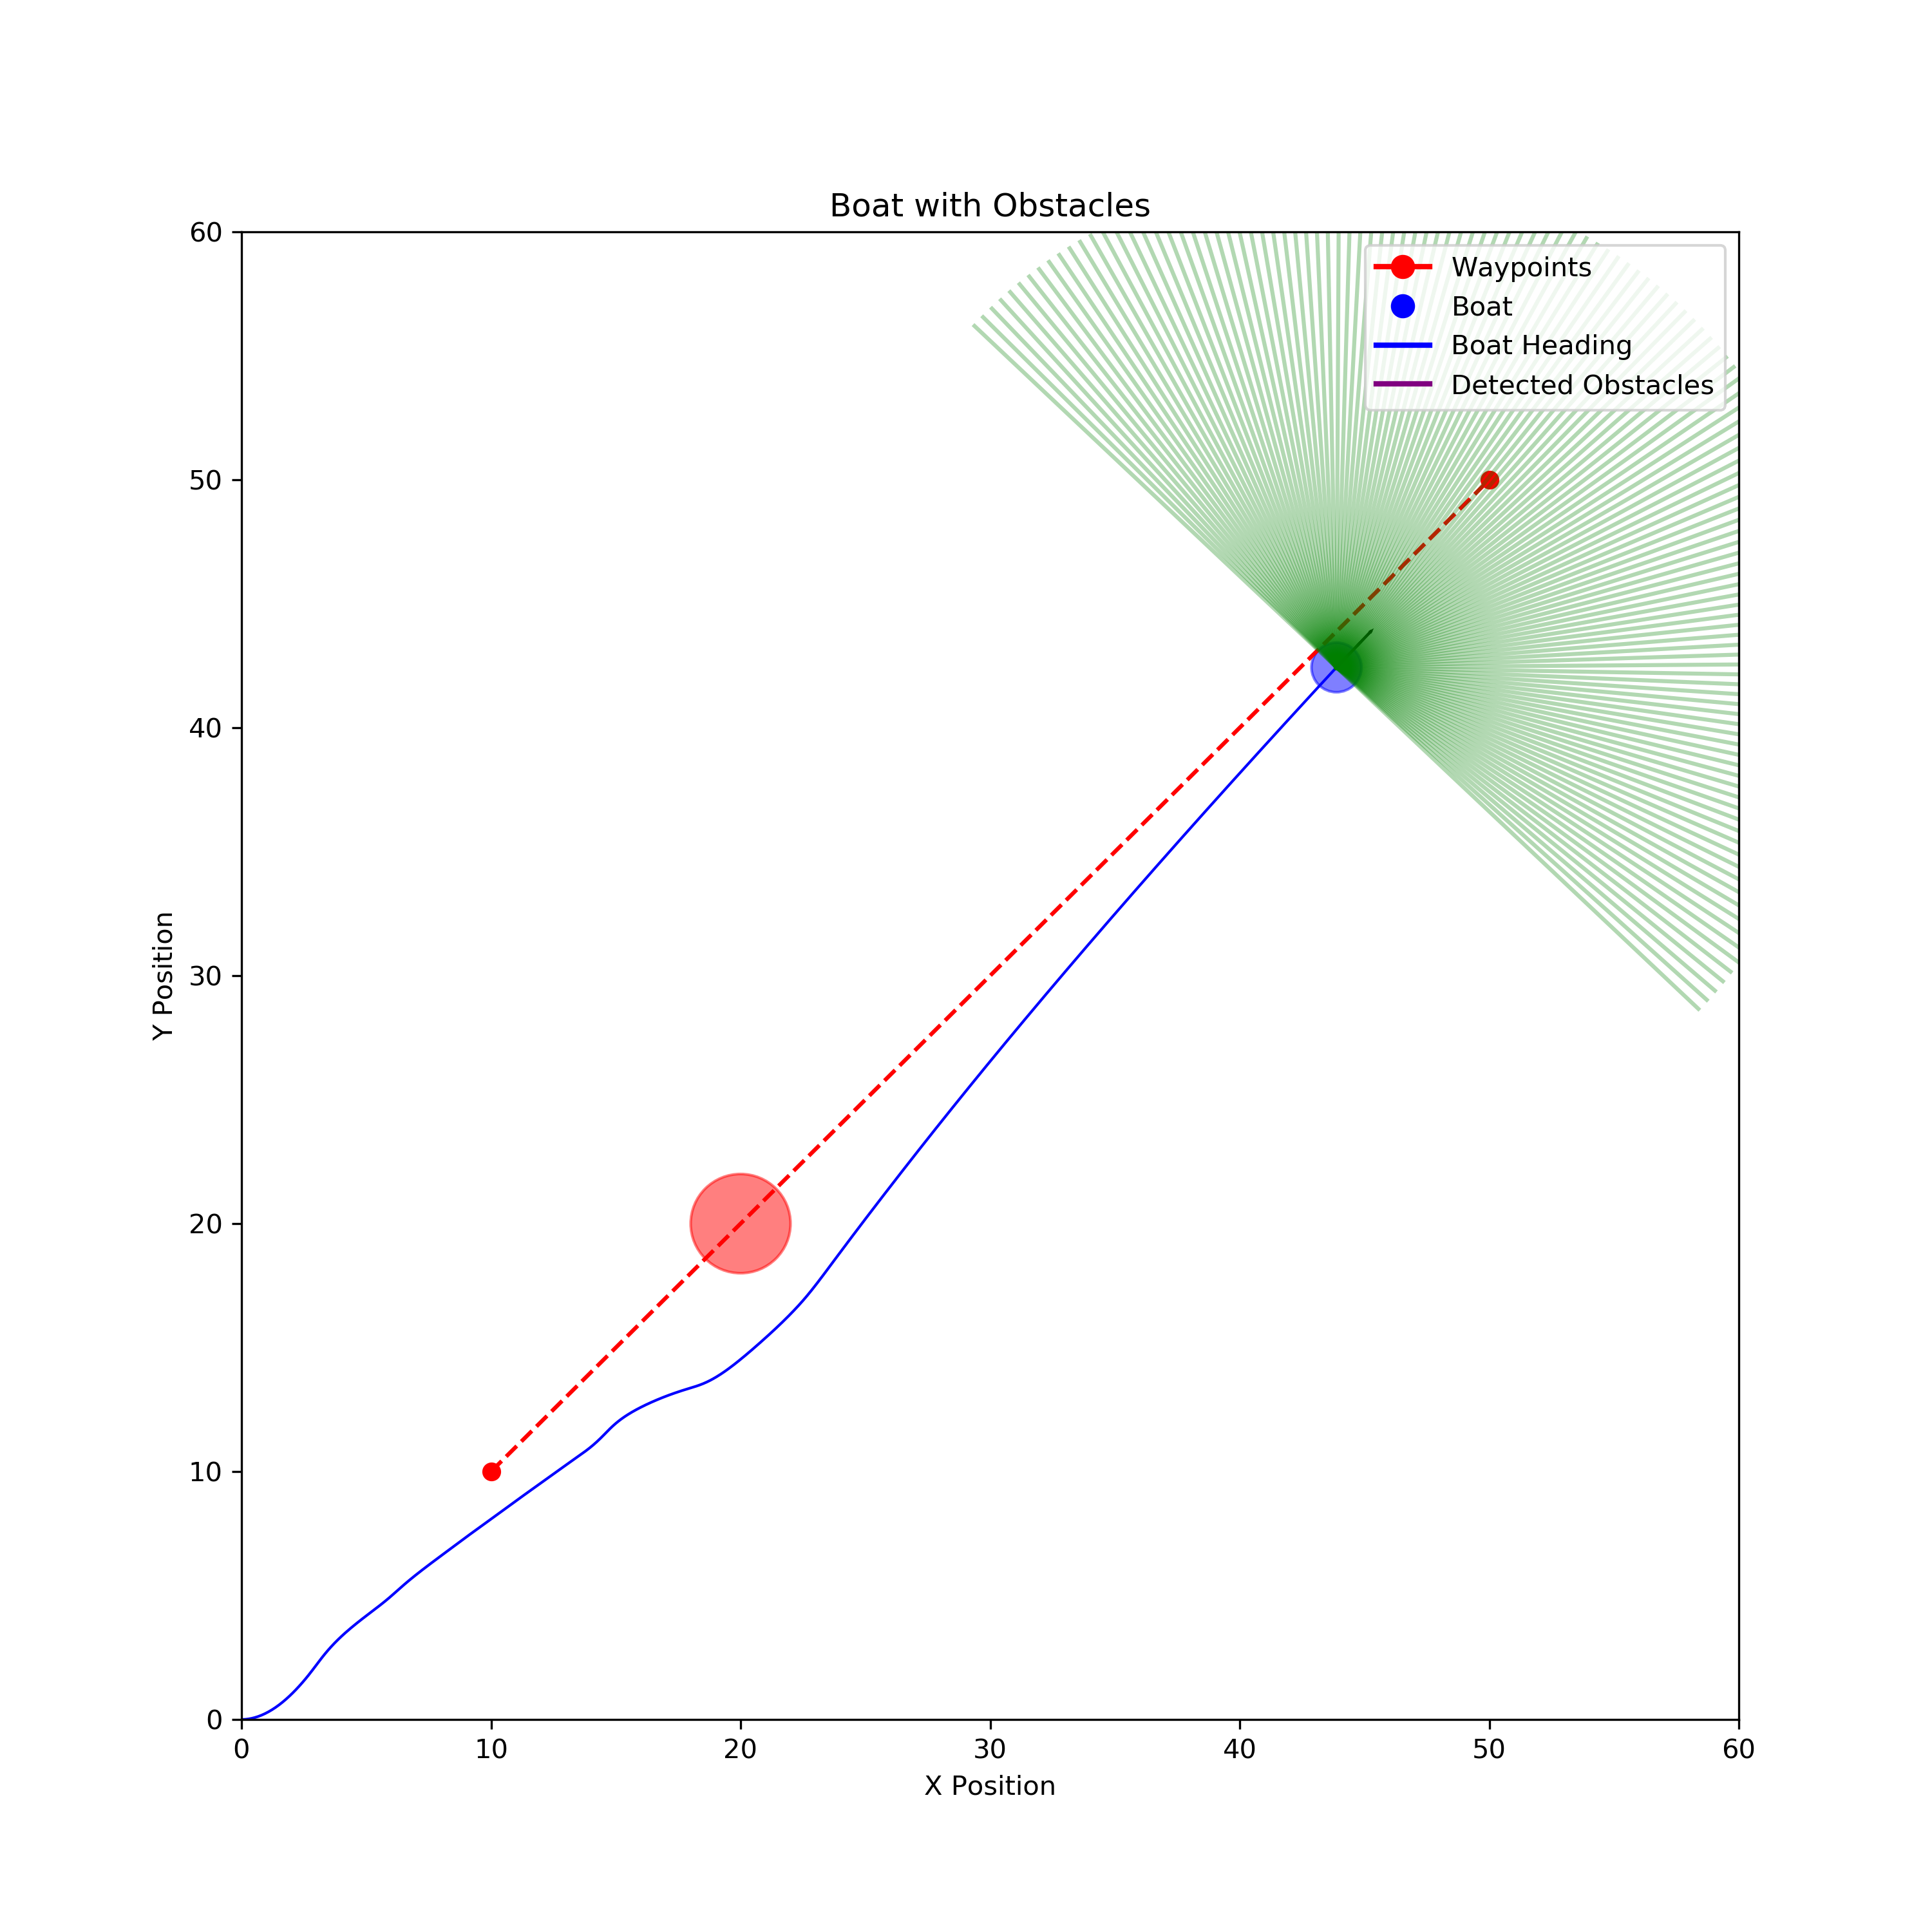 Boat with Obstacles
60
50
40
30
20
10
0
Y Position
Waypoints
Boat
Boat Heading
Detected Obstacles
0 10 20 30 40 50 60
X Position